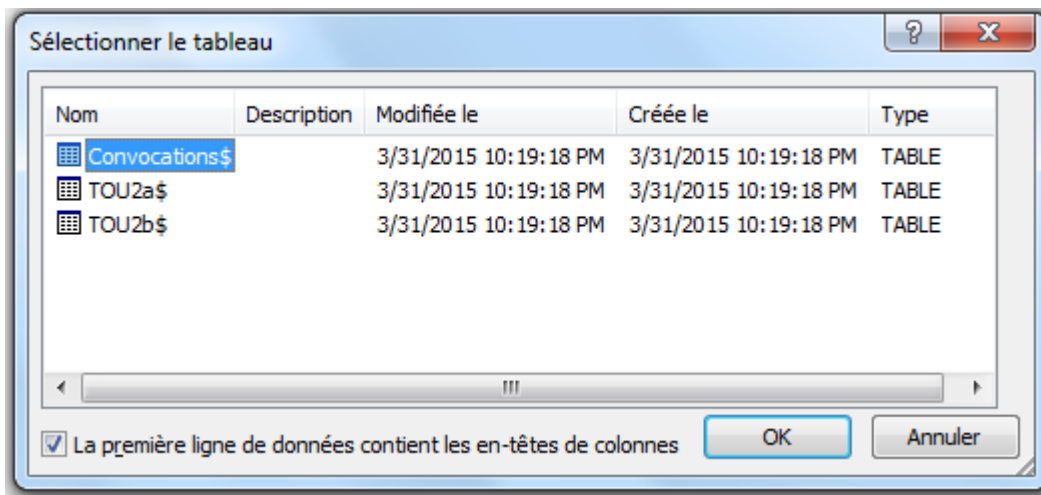 Sélectionner le tableau
Nom Description Modifiée le Créée le Type
Convocations$ 3/31/2015 10:19:18 PM 3/31/2015 10:19:18 PM TABLE
TOU2a$ 3/31/2015 10:19:18 PM 3/31/2015 10:19:18 PM TABLE
TOU2b$ 3/31/2015 10:19:18 PM 3/31/2015 10:19:18 PM TABLE
La première ligne de données contient les en-têtes de colonnes OK Annuler